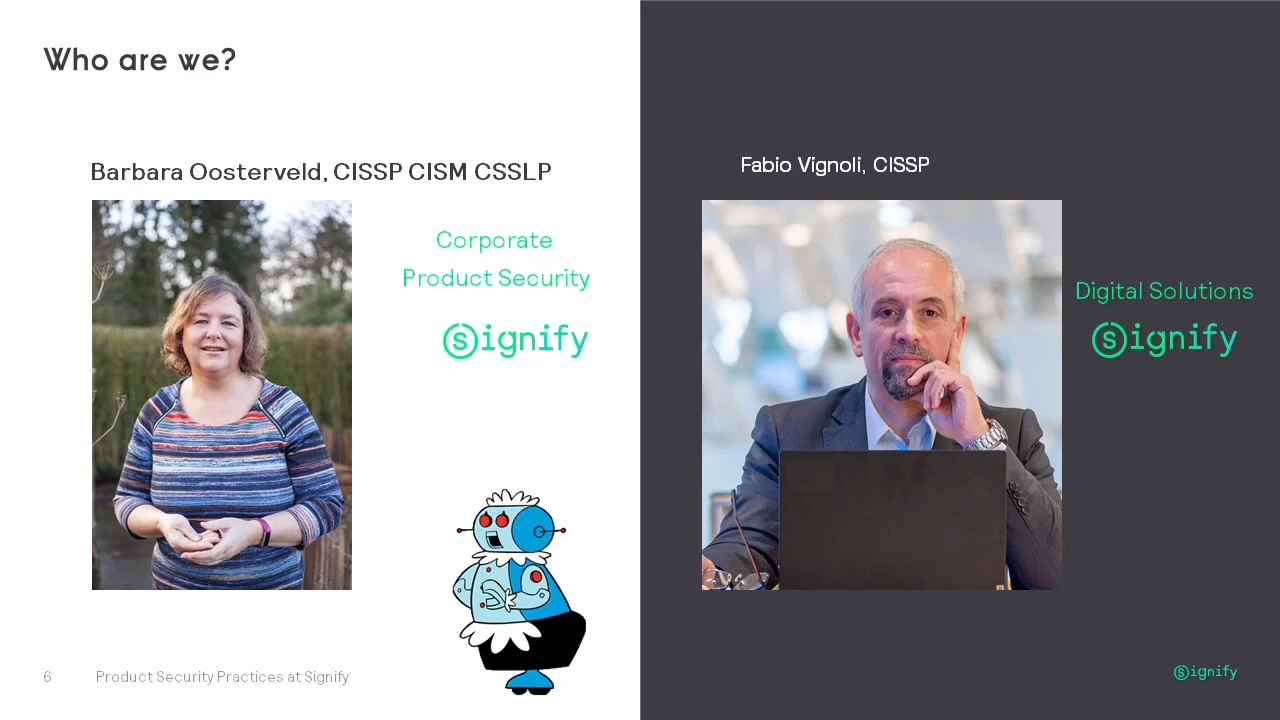 Who are we?
Barbara Oosterveld, CISSP CISM CSSLP
Corporate
Product Security
Signify
Fabio Vignoli, CISSP
Digital Solutions
Signify
6 Product Security Practices at Signify
Signify